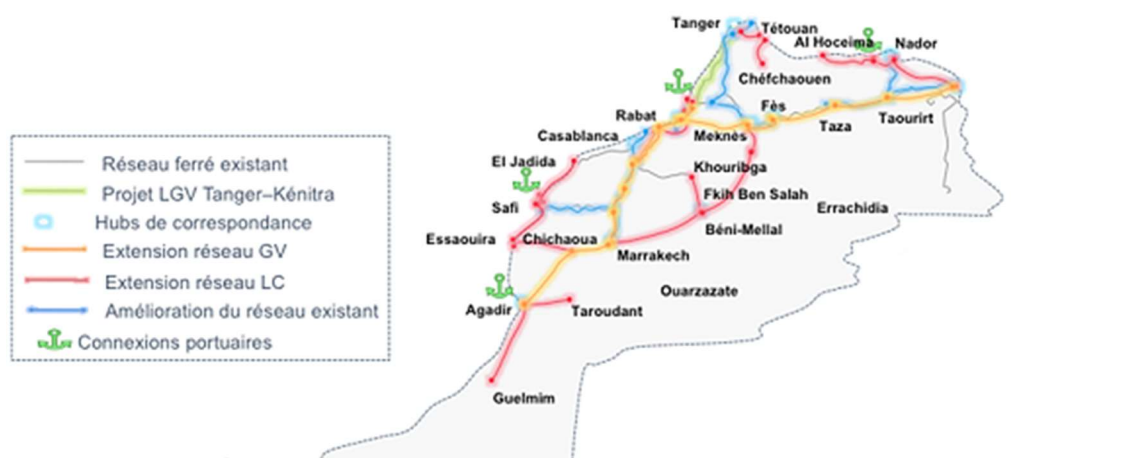 Réseau ferré existant
Projet LGV Tanger–Kénitra
Hubs de correspondance
Extension réseau GV
Extension réseau LC
Amélioration du réseau existant
Connexions portuaires
Tanger
Tétouan
Al Hoceima
Nador
Chéfchaouen
Fès
Rabat
Taza
Taourirt
Casablanca
Meknès
El Jadida
Khouribga
Fkih Ben Salah
Safi
Errachidia
Béni-Mellal
Essaouira
Chichaoua
Marrakech
Ouarzazate
Agadir
Taroudant
Guelmim